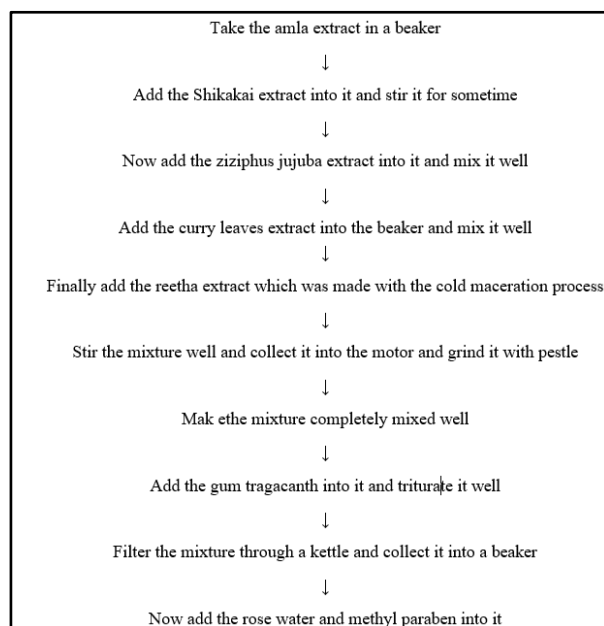 Take the amla extract in a beaker
↓
Add the Shikakai extract into it and stir it for sometime
↓
Now add the ziziphus jujuba extract into it and mix it well
↓
Add the curry leaves extract into the beaker and mix it well
↓
Finally add the reetha extract which was made with the cold maceration process
↓
Stir the mixture well and collect it into the motor and grind it with pestle
↓
Mak ethe mixture completely mixed well
↓
Add the gum tragacanth into it and triturate it well
↓
Filter the mixture through a kettle and collect it into a beaker
↓
Now add the rose water and methyl paraben into it